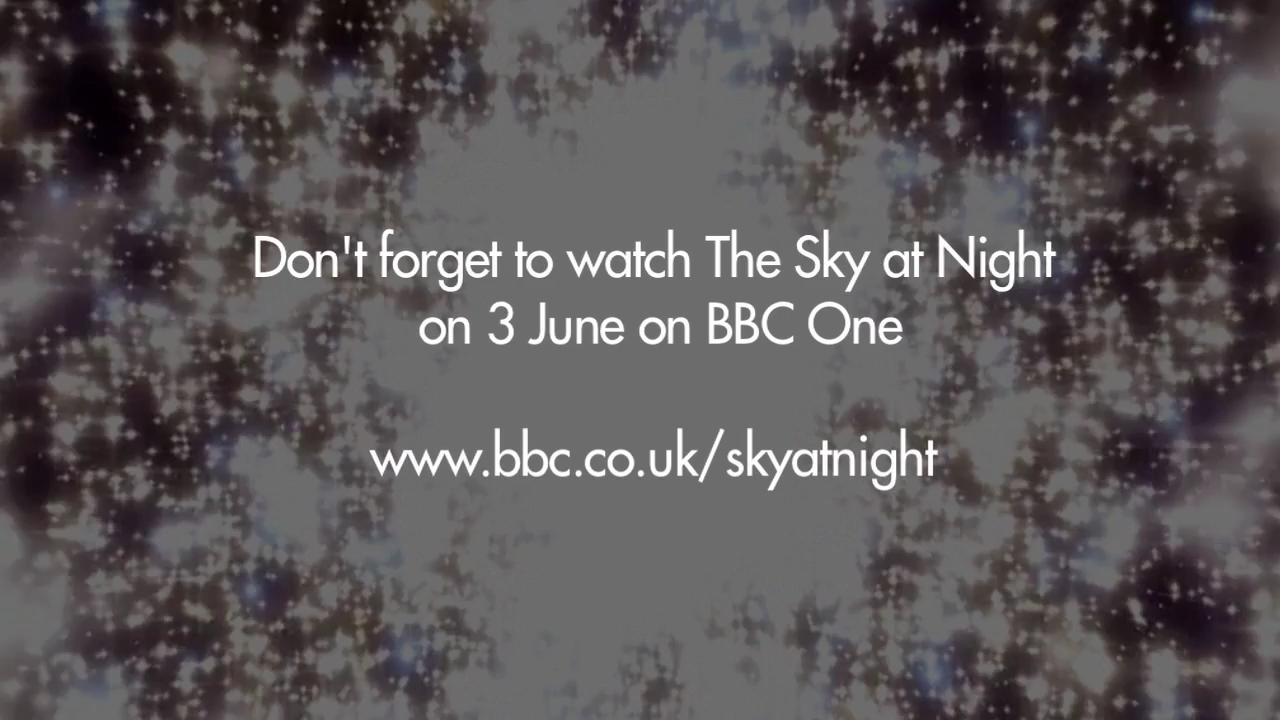 Don't forget to watch The Sky at Night
on 3 June on BBC One
www.bbc.co.uk/skyatnight